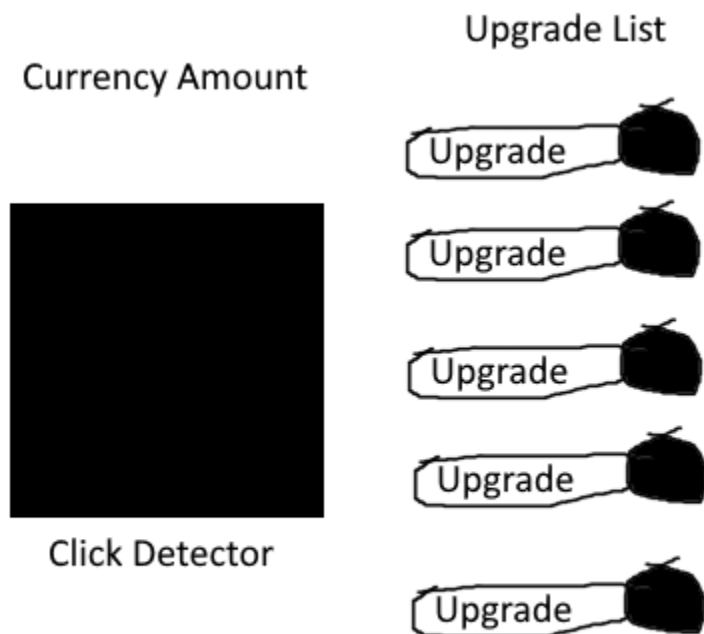 Upgrade List
Currency Amount
Upgrade
Upgrade
Upgrade
Upgrade
Upgrade
Click Detector